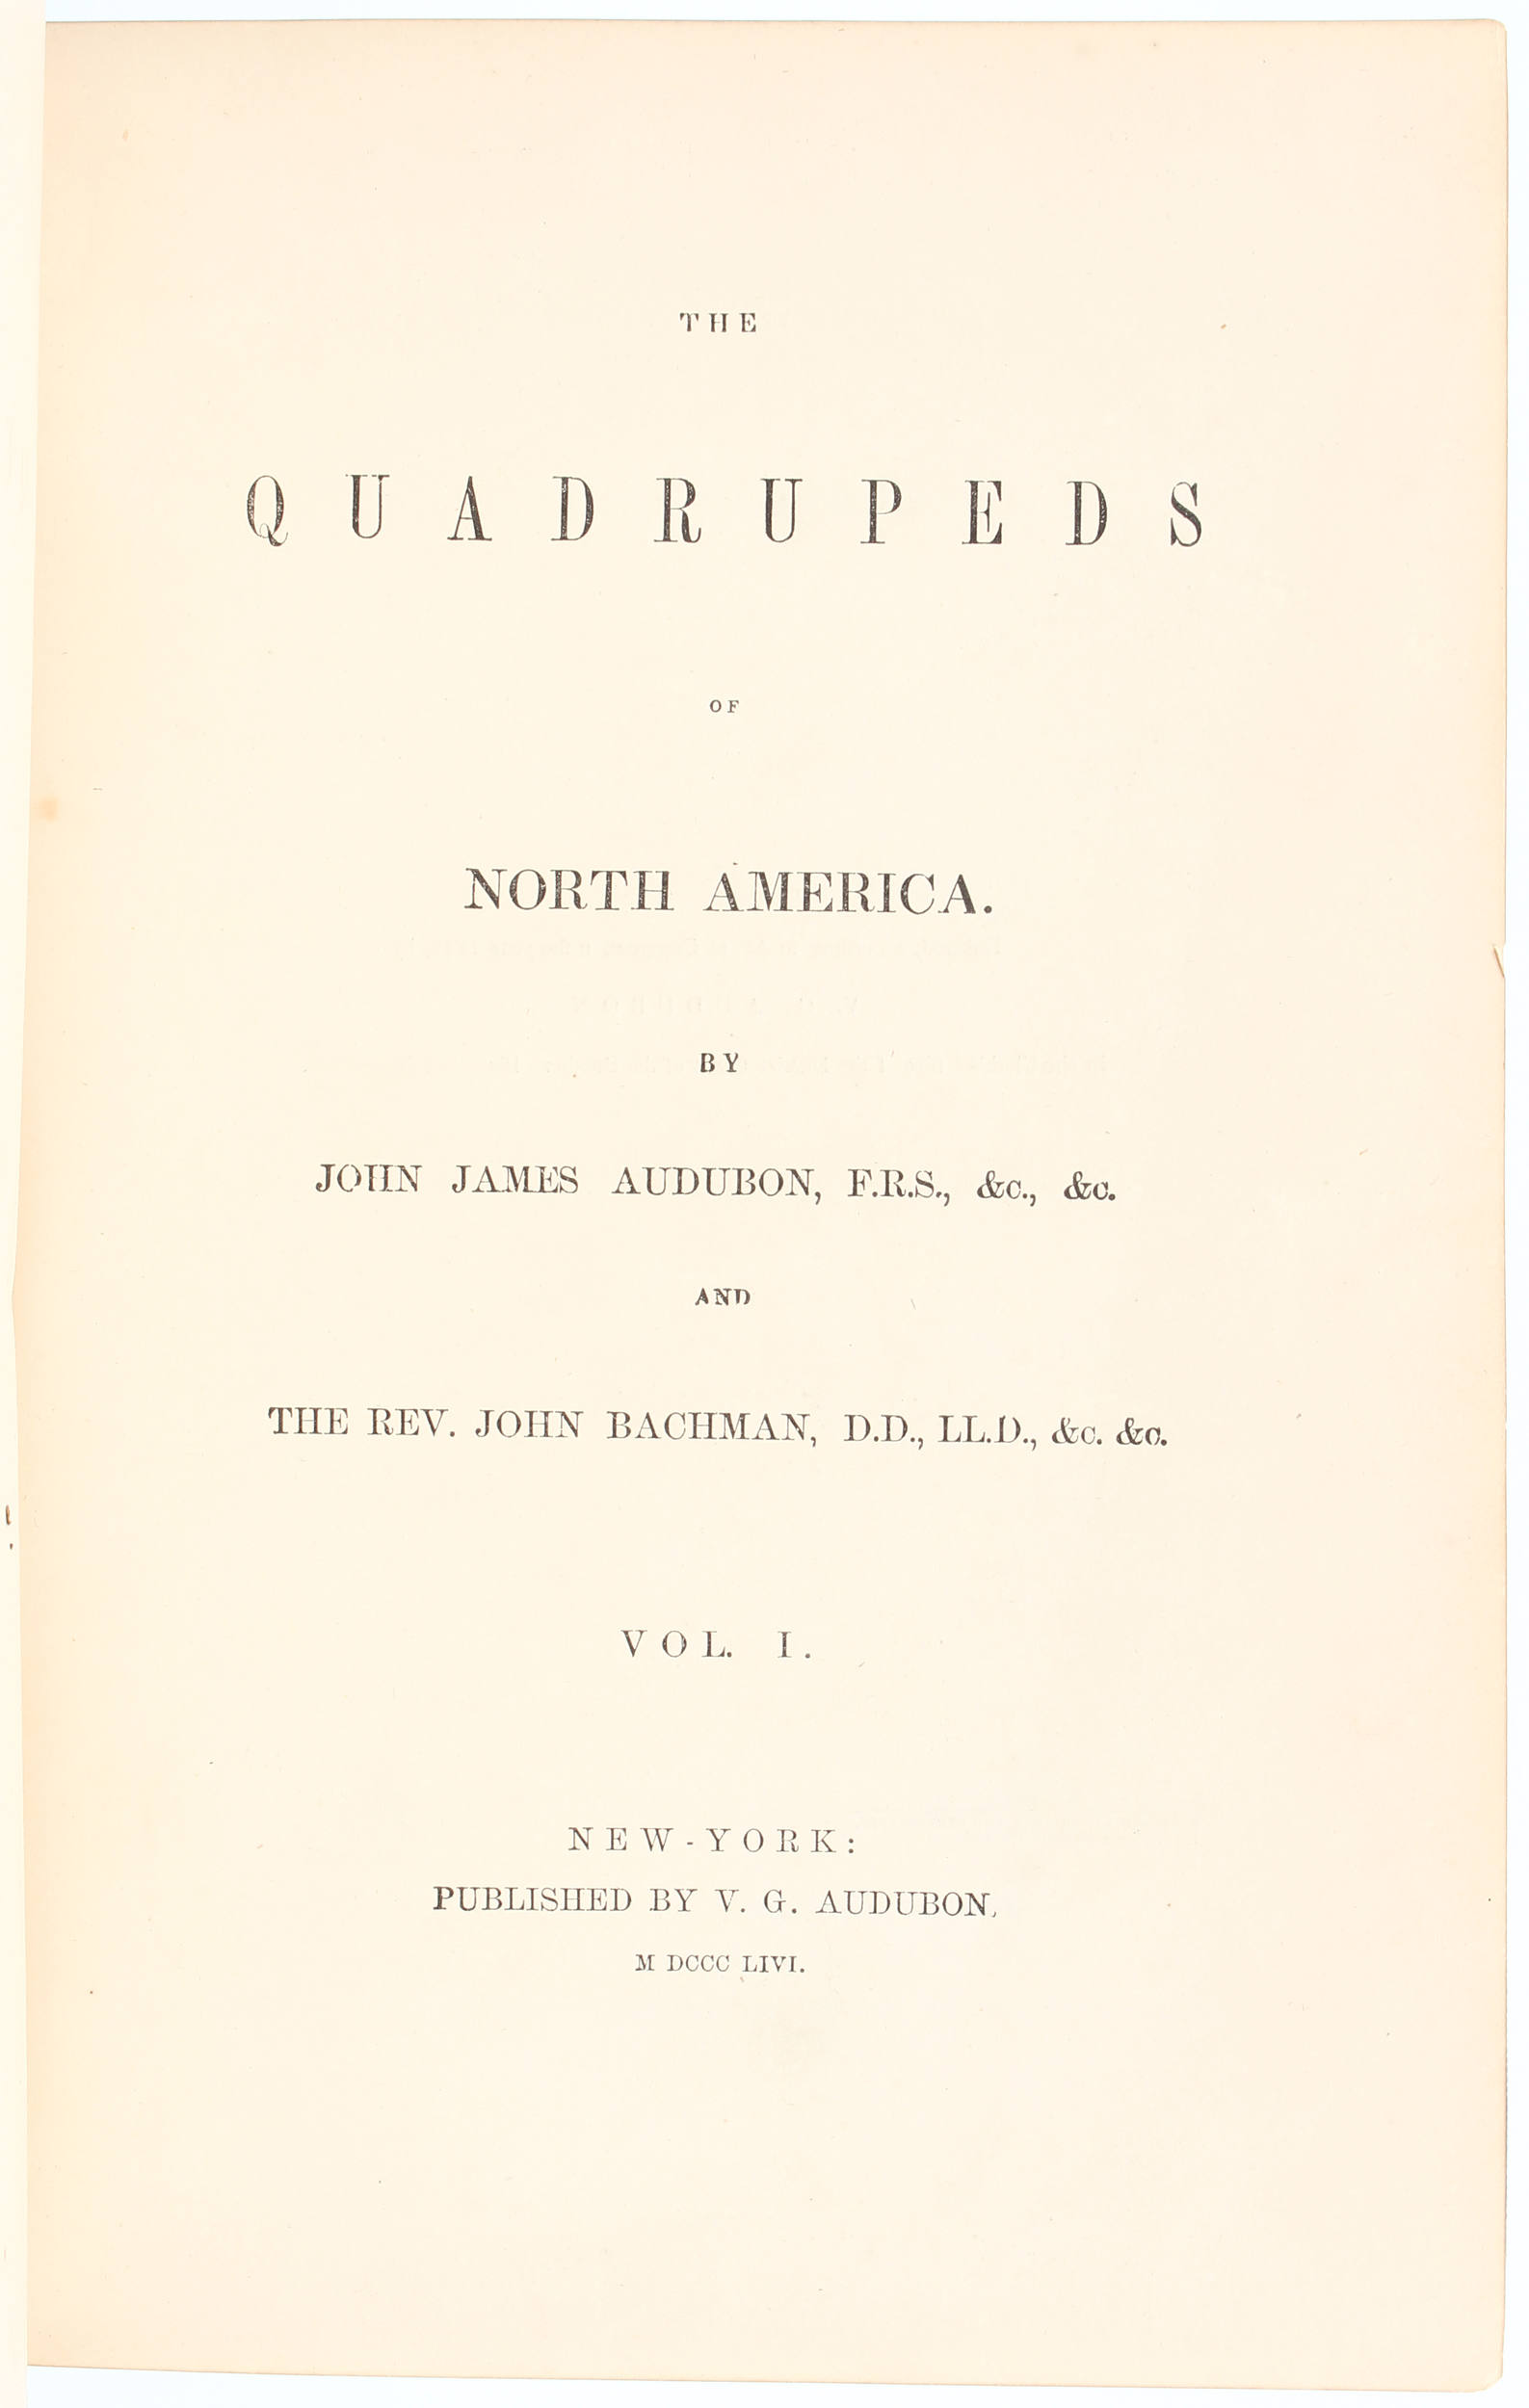 THE
QUADRUPEDS
OF
NORTH AMERICA.
BY
JOHN JAMES AUDUBON, F.R.S., &c., &c.
AND
THE REV. JOHN BACHMAN, D.D., LL.D., &c. &c.
VOL. I.
NEW-YORK:
PUBLISHED BY V. G. AUDUBON,
M DCCC LIVI.